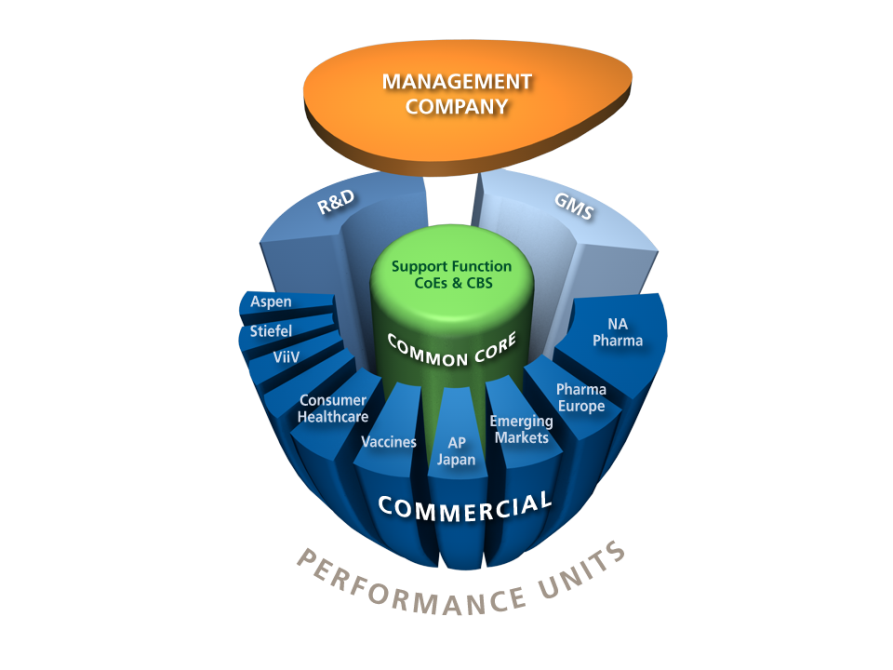 MANAGEMENT
COMPANY
R&D
GMS
Support Function
CoEs & CBS
COMMON CORE
Aspen
Stiefel
ViiV
Consumer
Healthcare
Vaccines
AP
Japan
Emerging
Markets
Pharma
Europe
NA
Pharma
COMMERCIAL
PERFORMANCE UNITS